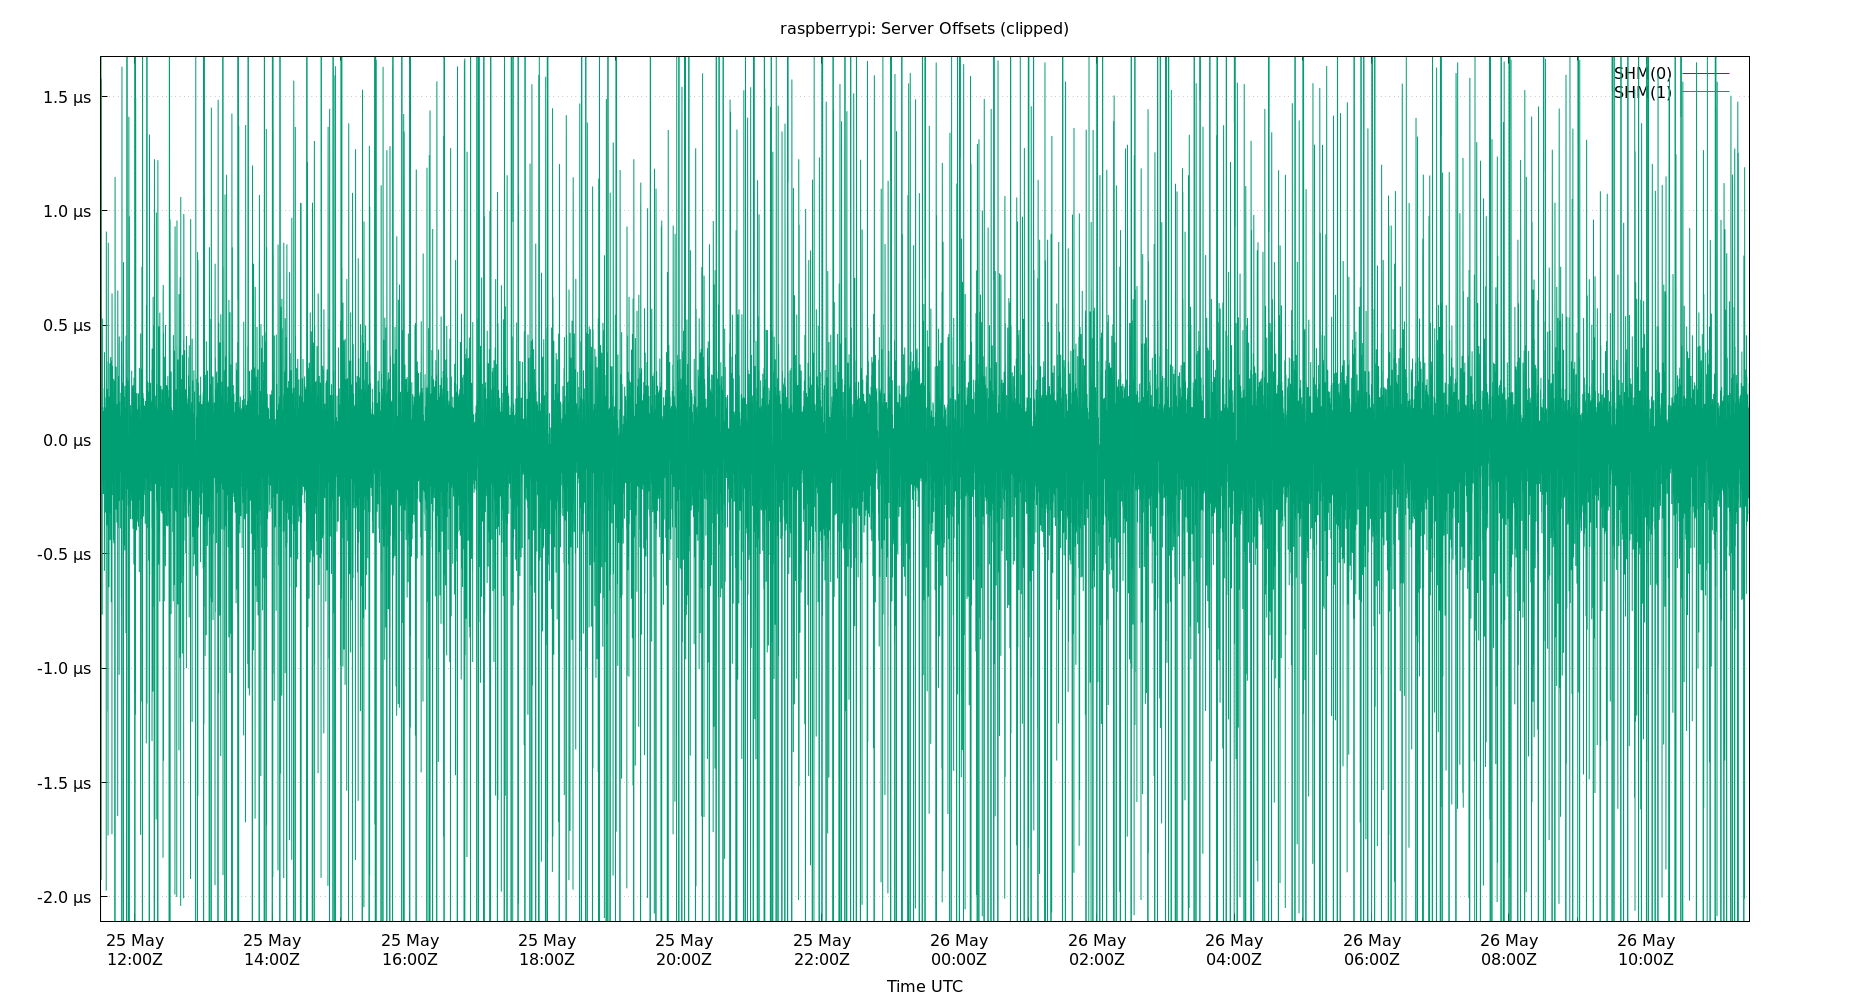 raspberrypi: Server Offsets (clipped)
SHM(0)
SHM(1)
1.5 µs
1.0 µs
0.5 µs
0.0 µs
-0.5 µs
-1.0 µs
-1.5 µs
-2.0 µs
25 May 25 May 25 May 25 May 25 May 25 May 26 May 26 May 26 May 26 May 26 May 26 May
12:00Z 14:00Z 16:00Z 18:00Z 20:00Z 22:00Z 00:00Z 02:00Z 04:00Z 06:00Z 08:00Z 10:00Z
Time UTC